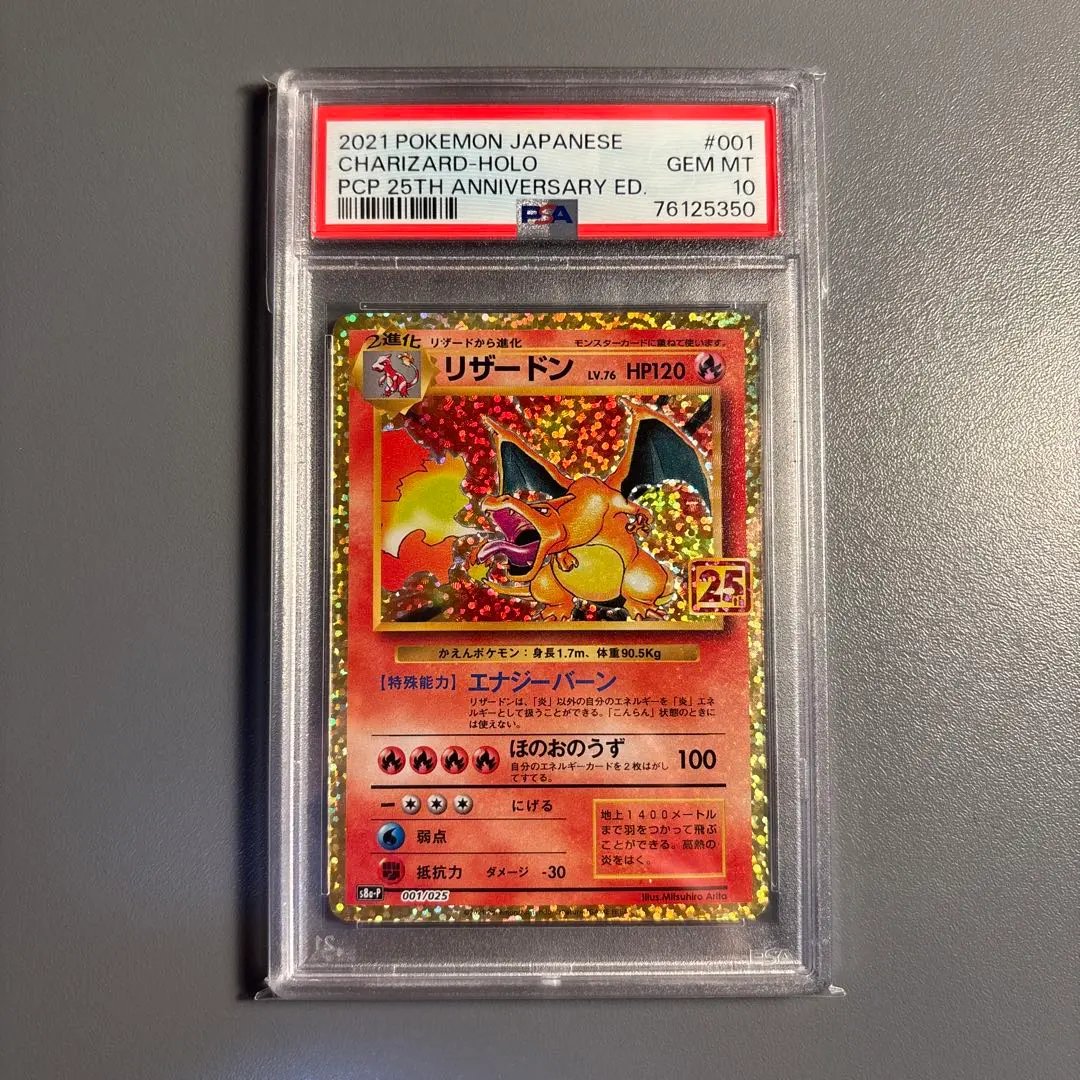 2021 POKEMON JAPANESE #001
CHARIZARD-HOLO GEM MT
PCP 25TH ANNIVERSARY ED. 10
PSA 76125350
2進化 リザードから進化 モンスターカードに重ねて使います。
リザードン LV.76 HP120
25th
かえんポケモン:身長1.7m、体重90.5Kg
【特殊能力】エナジーバーン
リザードンは、「炎」以外の自分のエネルギーを「炎」エネ
ルギーとして扱うことができる。「こんらん」状態のときに
は使えない。
ほのおのうず 100
自分のエネルギーカードを2枚はがし
てすてる。
にげる
弱点
抵抗力 ダメージ -30
地上1400メートル
まで羽をつかって飛ぶ
ことができる。高熱の
炎をはく。
s8a-P 001/025 Illus.Mitsuhiro Arita
PSA